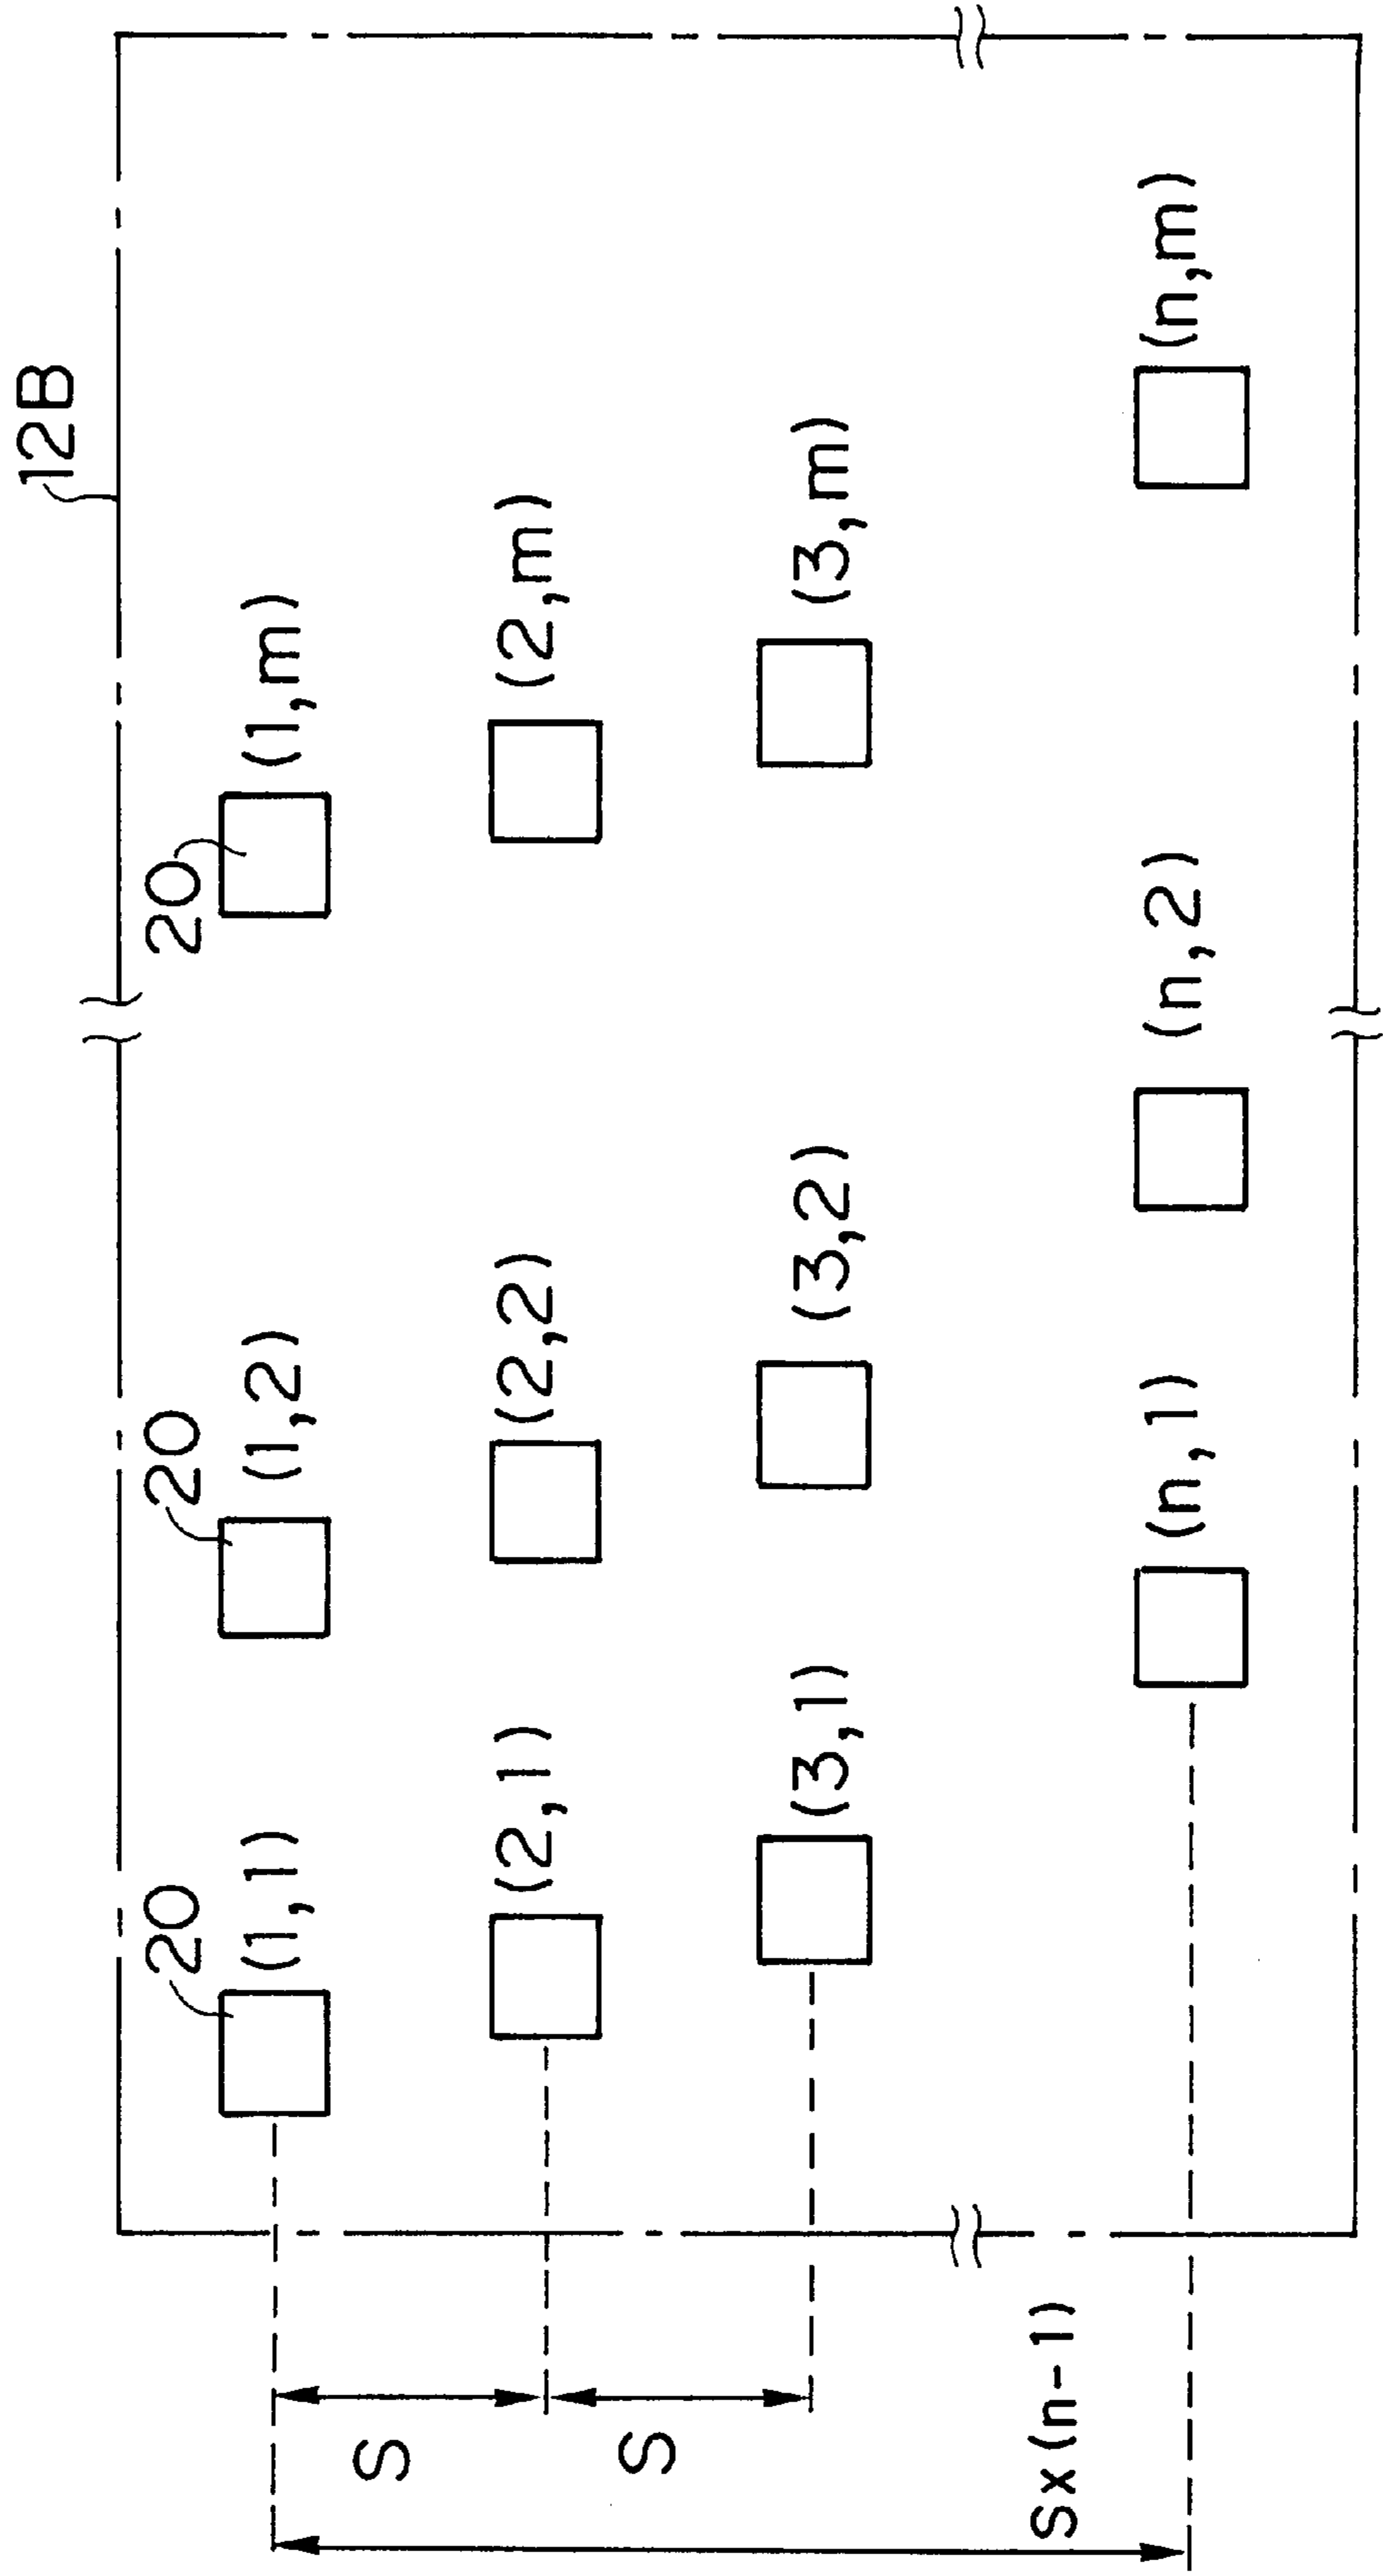 12B
20
20
20
(1,1)
(1,2)
(1,m)
(2,1)
(2,2)
(2,m)
(3,1)
(3,2)
(3,m)
(n,1)
(n,2)
(n,m)
S
S
Sx(n-1)